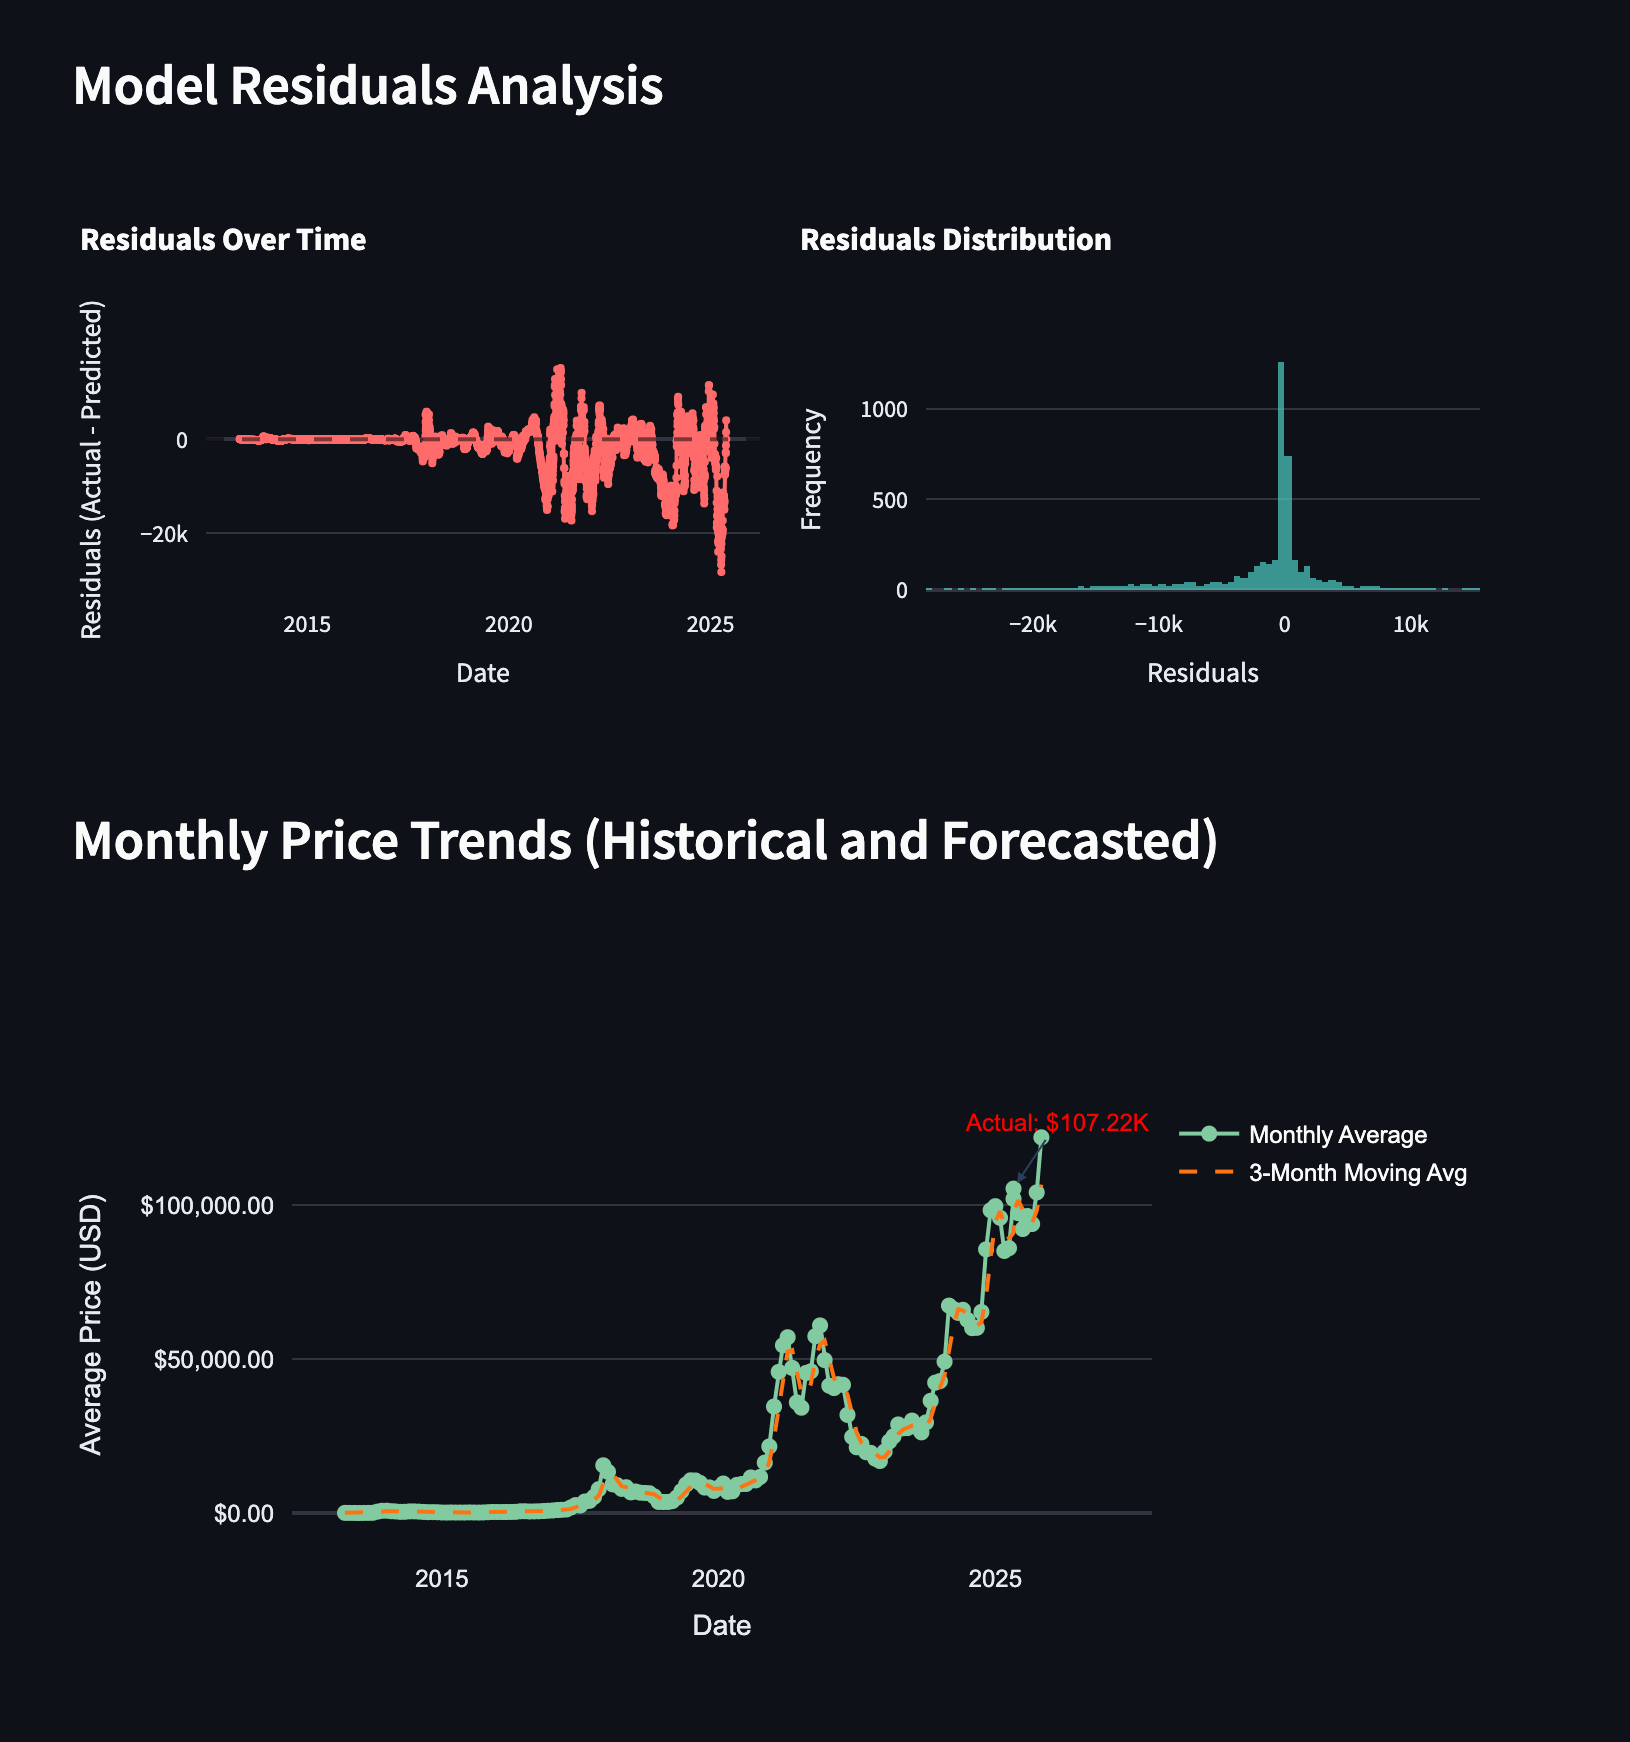 Model Residuals Analysis
Residuals Over Time
Residuals (Actual - Predicted)
0
−20k
2015
2020
2025
Date
Residuals Distribution
Frequency
1000
500
0
−20k
−10k
0
10k
Residuals
Monthly Price Trends (Historical and Forecasted)
Actual: $107.22K
Monthly Average
3-Month Moving Avg
Average Price (USD)
$100,000.00
$50,000.00
$0.00
2015
2020
2025
Date